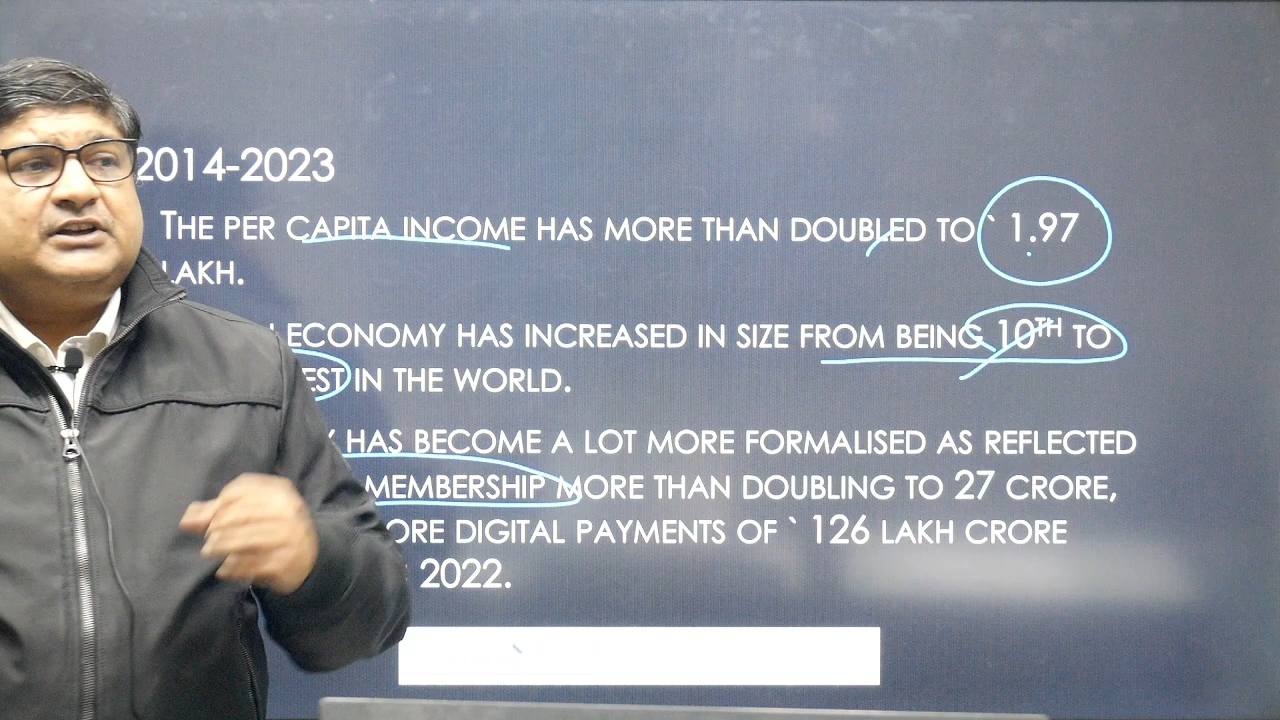 2014-2023
THE PER CAPITA INCOME HAS MORE THAN DOUBLED TO ` 1.97
LAKH.
ECONOMY HAS INCREASED IN SIZE FROM BEING 10TH TO
EST IN THE WORLD.
Y HAS BECOME A LOT MORE FORMALISED AS REFLECTED
MEMBERSHIP MORE THAN DOUBLING TO 27 CRORE,
ORE DIGITAL PAYMENTS OF ` 126 LAKH CRORE
2022.